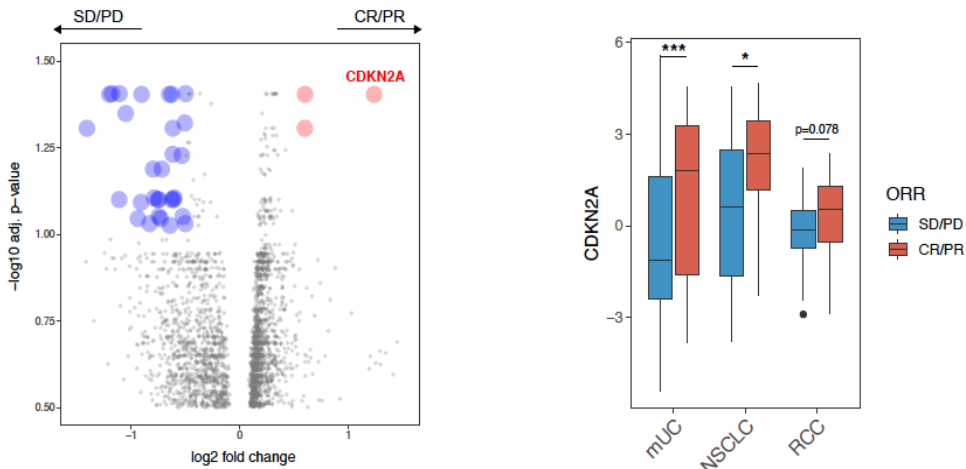 SD/PD
CR/PR
CDKN2A
1.50
1.25
1.00
0.75
0.50
−log10 adj. p−value
−1
0
1
log2 fold change
6
3
0
−3
CDKN2A
***
*
p=0.078
mUC
NSCLC
RCC
ORR
SD/PD
CR/PR